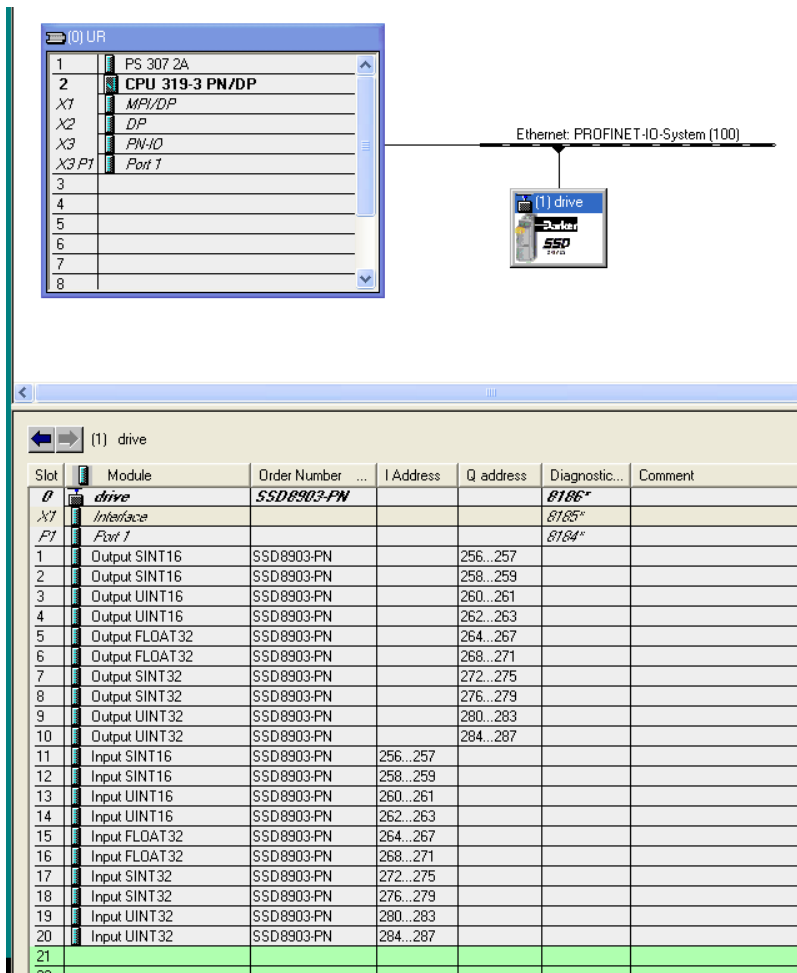 (0) UR
1 PS 307 2A
2 CPU 319-3 PN/DP
X1 MPI/DP
X2 DP
X3 PN-IO
X3 P1 Port 1
3
4
5
6
7
8
Ethernet: PROFINET-IO-System (100)
(1) drive
Parker
SSD
(1) drive
Slot Module Order Number ... I Address Q address Diagnostic... Comment
0 drive SSD8903-PN 8186*
X1 Interface 8185*
P1 Port 1 8184*
1 Output SINT16 SSD8903-PN 256...257
2 Output SINT16 SSD8903-PN 258...259
3 Output UINT16 SSD8903-PN 260...261
4 Output UINT16 SSD8903-PN 262...263
5 Output FLOAT32 SSD8903-PN 264...267
6 Output FLOAT32 SSD8903-PN 268...271
7 Output SINT32 SSD8903-PN 272...275
8 Output SINT32 SSD8903-PN 276...279
9 Output UINT32 SSD8903-PN 280...283
10 Output UINT32 SSD8903-PN 284...287
11 Input SINT16 SSD8903-PN 256...257
12 Input SINT16 SSD8903-PN 258...259
13 Input UINT16 SSD8903-PN 260...261
14 Input UINT16 SSD8903-PN 262...263
15 Input FLOAT32 SSD8903-PN 264...267
16 Input FLOAT32 SSD8903-PN 268...271
17 Input SINT32 SSD8903-PN 272...275
18 Input SINT32 SSD8903-PN 276...279
19 Input UINT32 SSD8903-PN 280...283
20 Input UINT32 SSD8903-PN 284...287
21